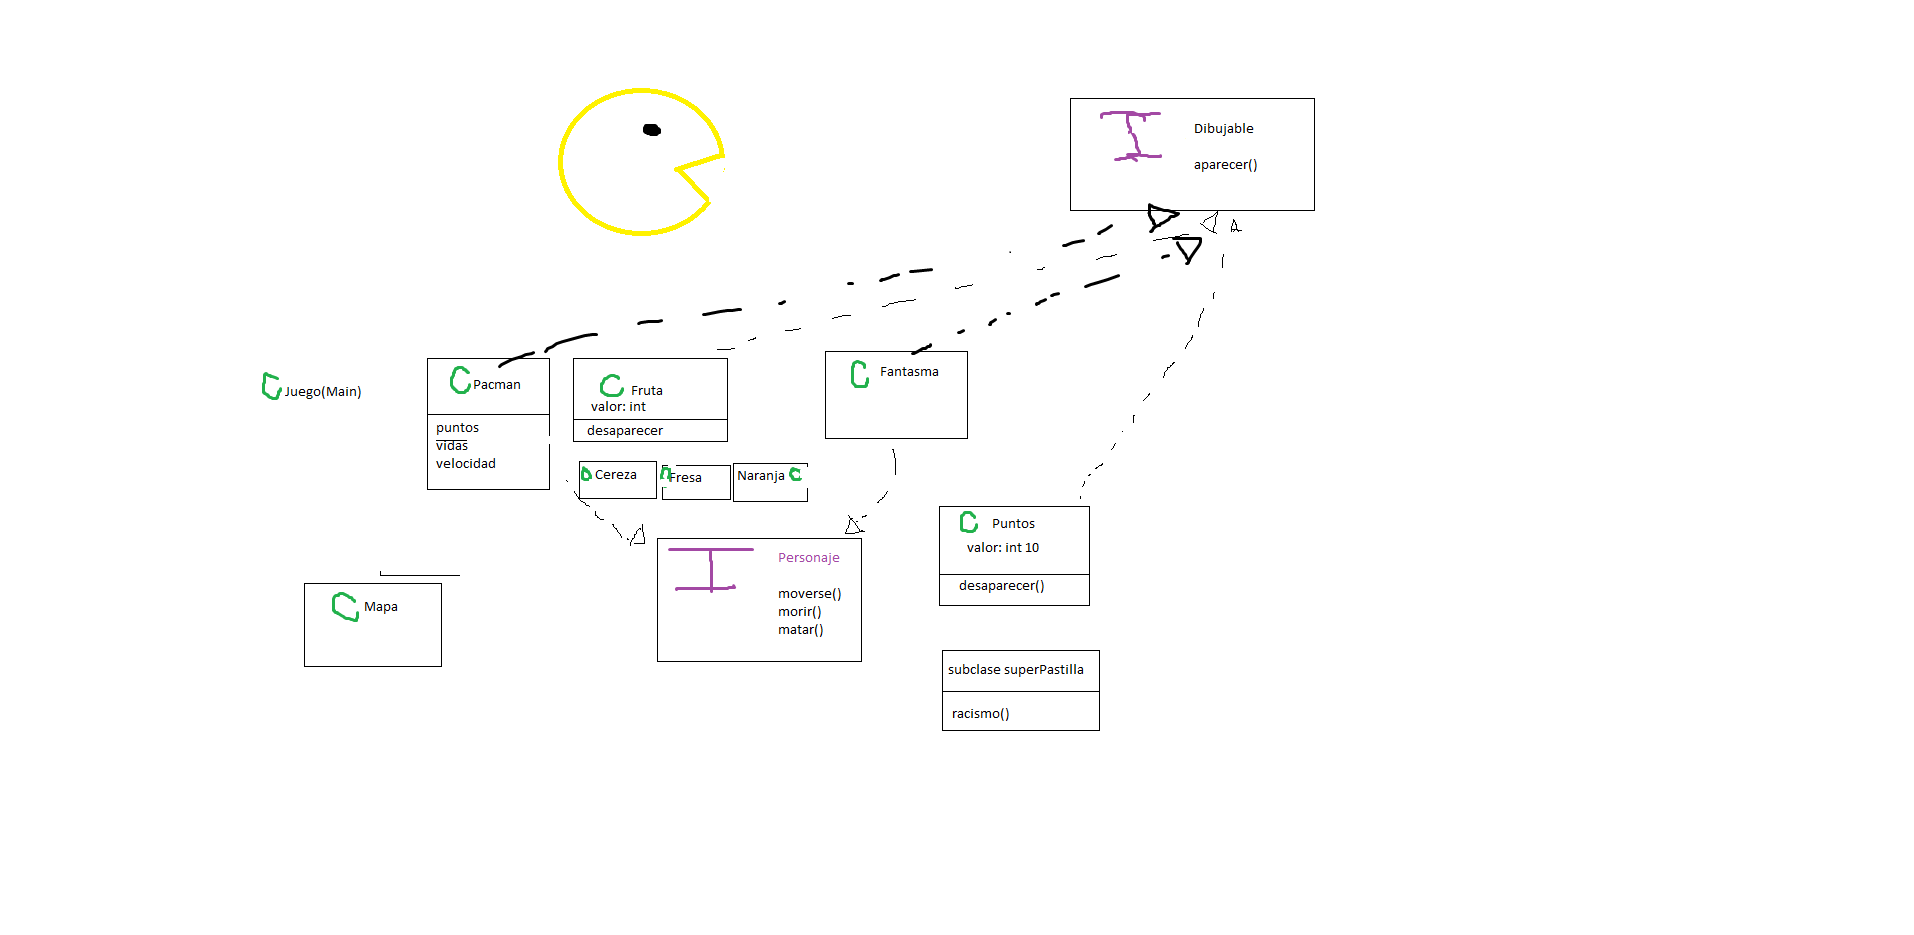 I
Dibujable
aparecer()
C Juego(Main)
C Pacman
puntos
vidas
velocidad
C Fruta
valor: int
desaparecer
C Cereza
Fresa
Naranja C
C Fantasma
I Personaje
moverse()
morir()
matar()
C Puntos
valor: int 10
desaparecer()
C Mapa
subclase superPastilla
racismo()